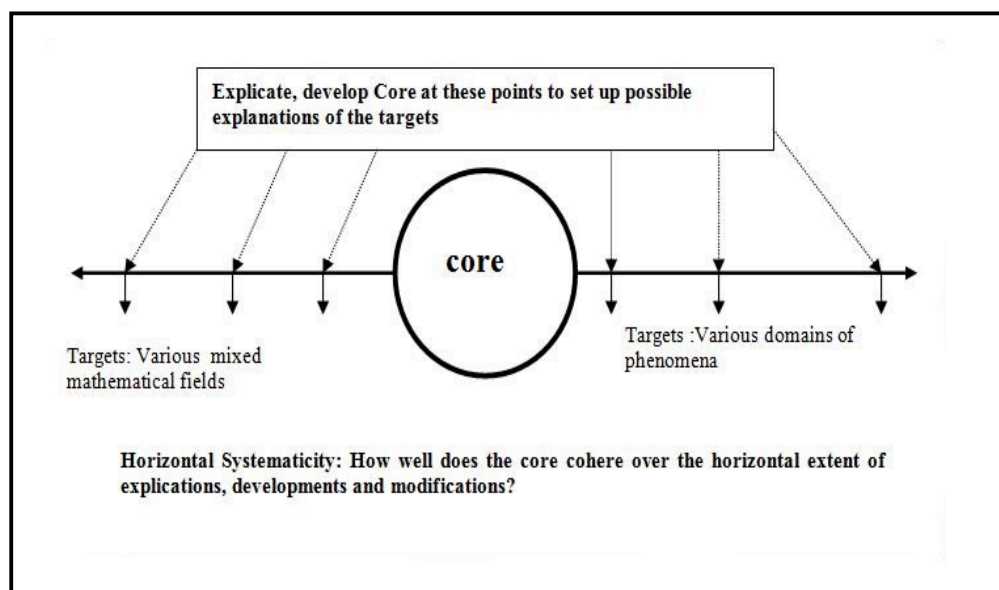 Explicate, develop Core at these points to set up possible
explanations of the targets
core
Targets: Various mixed
mathematical fields
Targets :Various domains of
phenomena
Horizontal Systematicity: How well does the core cohere over the horizontal extent of
explications, developments and modifications?